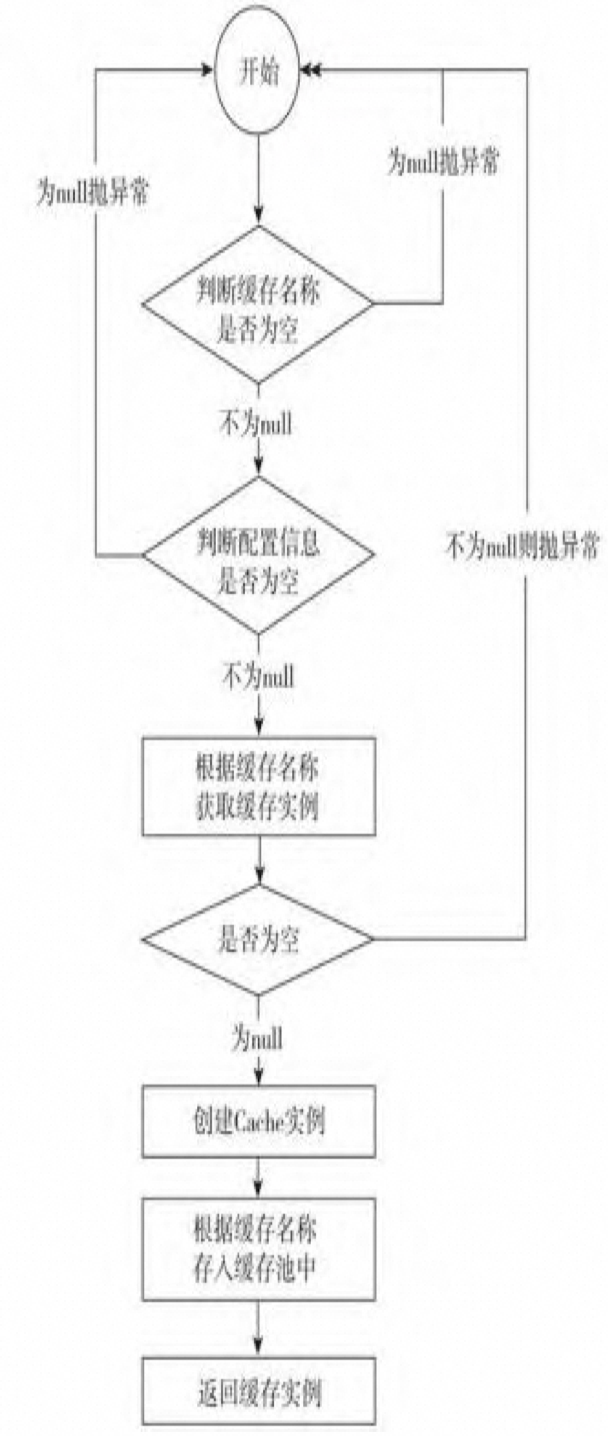 开始
为null抛异常
为null抛异常
判断缓存名称
是否为空
不为null
判断配置信息
是否为空
不为null则抛异常
不为null
根据缓存名称
获取缓存实例
是否为空
为null
创建Cache实例
根据缓存名称
存入缓存池中
返回缓存实例